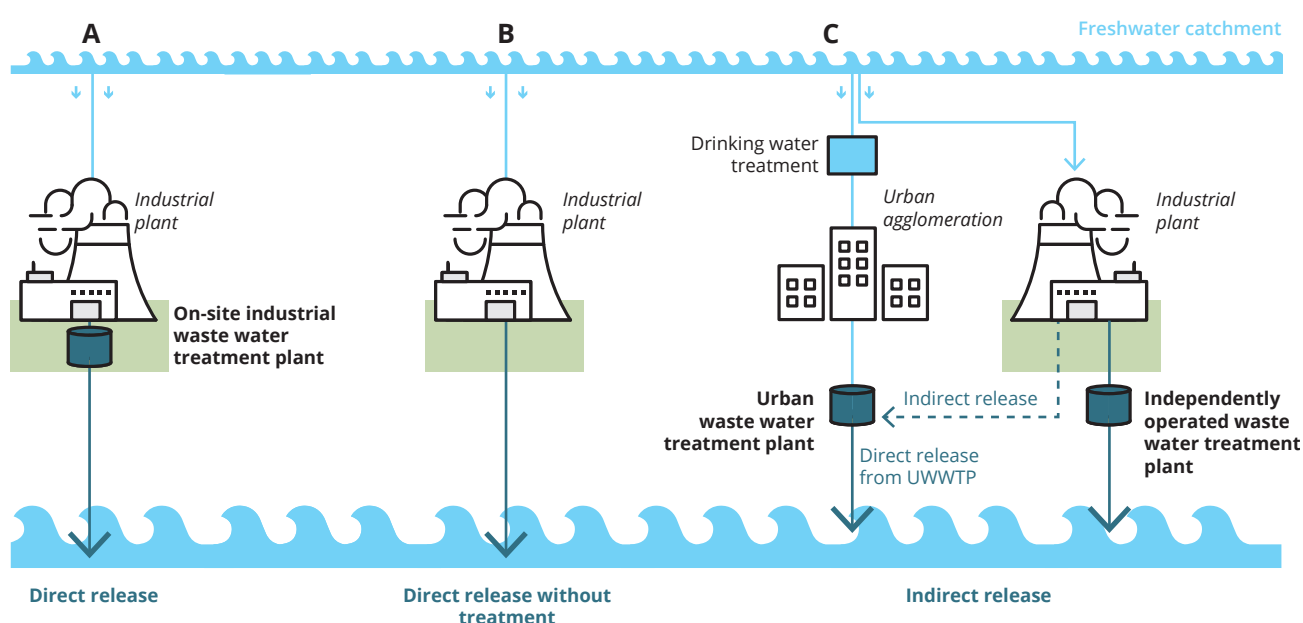 A
B
C
Freshwater catchment
Drinking water
treatment
Industrial
plant
Industrial
plant
Urban
agglomeration
Industrial
plant
On-site industrial
waste water
treatment plant
Urban
waste water
treatment plant
Indirect release
Independently
operated waste
water treatment
plant
Direct release
from UWWTP
Direct release
Direct release without
treatment
Indirect release